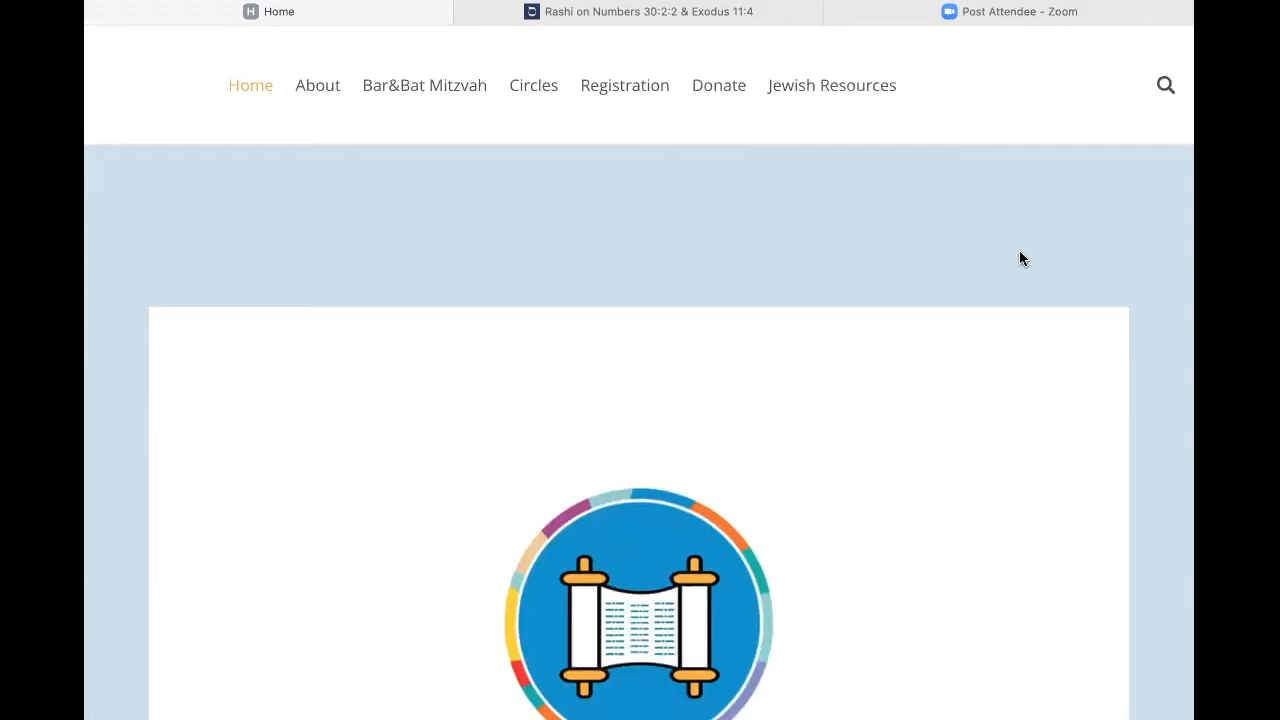 H Home
Rashi on Numbers 30:2:2 & Exodus 11:4
Post Attendee - Zoom
Home About Bar&Bat Mitzvah Circles Registration Donate Jewish Resources